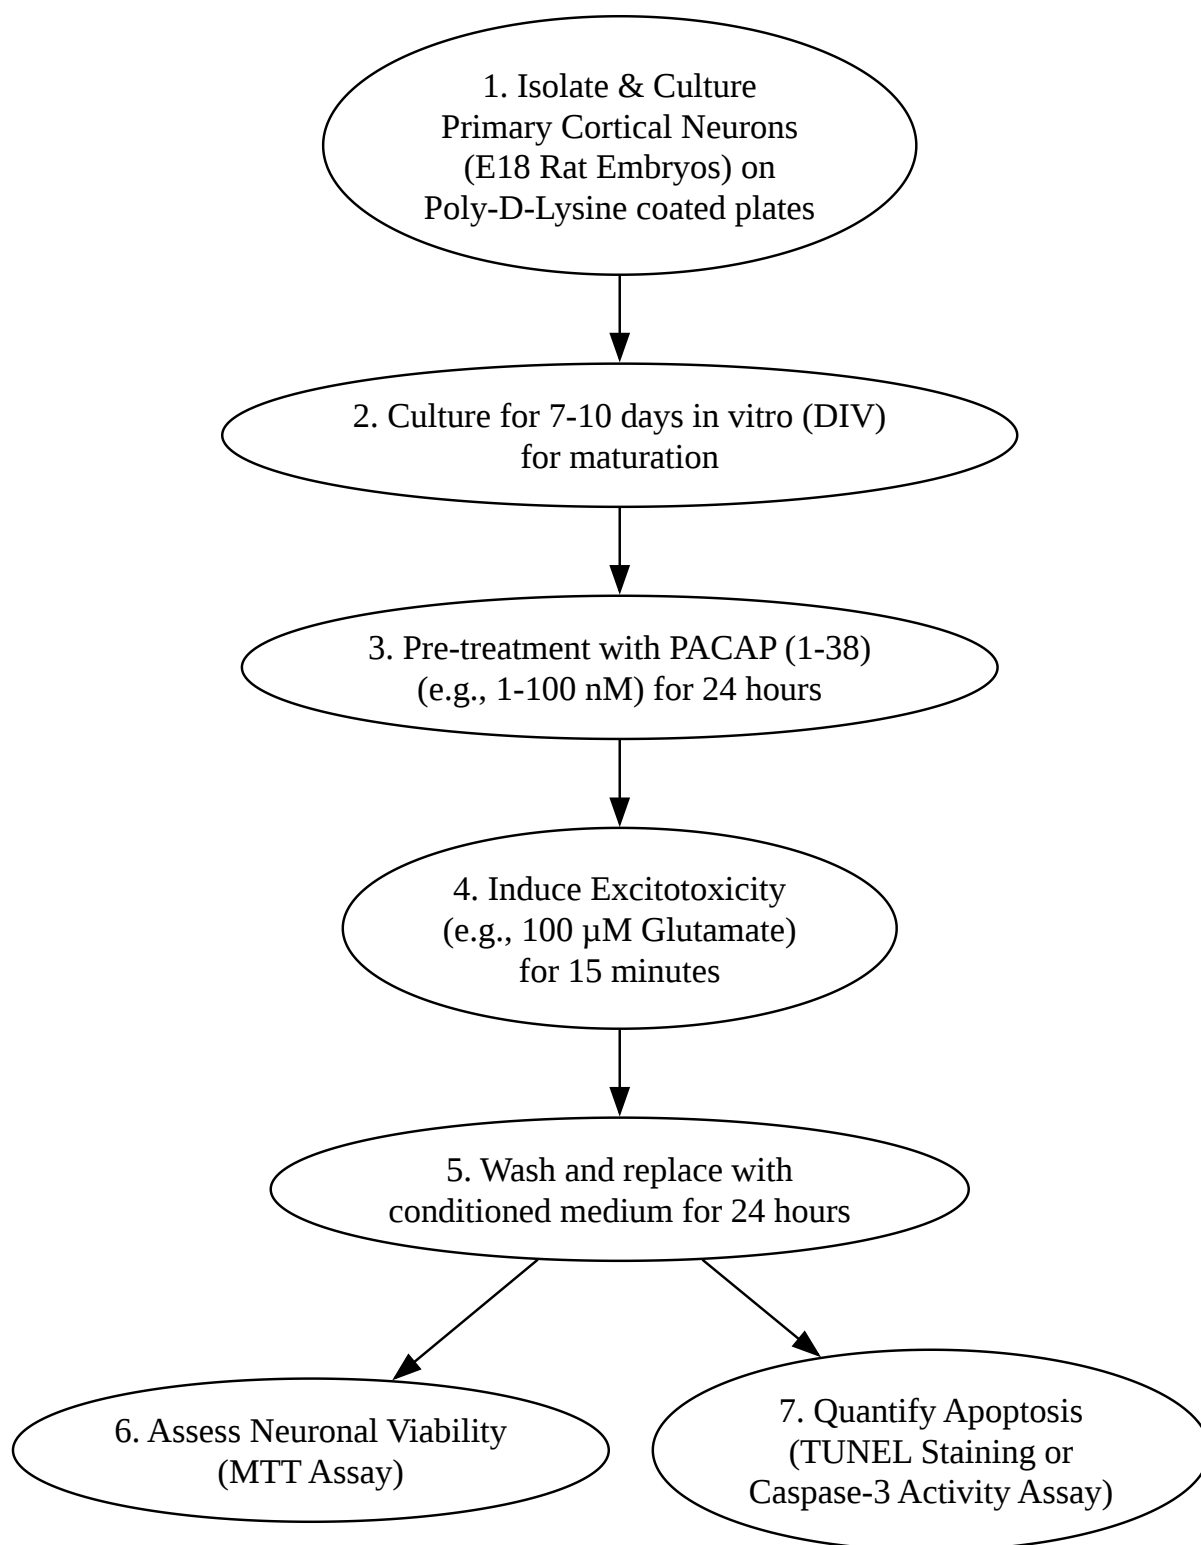 1. Isolate & Culture
Primary Cortical Neurons
(E18 Rat Embryos) on
Poly-D-Lysine coated plates
2. Culture for 7-10 days in vitro (DIV)
for maturation
3. Pre-treatment with PACAP (1-38)
(e.g., 1-100 nM) for 24 hours
4. Induce Excitotoxicity
(e.g., 100 µM Glutamate)
for 15 minutes
5. Wash and replace with
conditioned medium for 24 hours
6. Assess Neuronal Viability
(MTT Assay)
7. Quantify Apoptosis
(TUNEL Staining or
Caspase-3 Activity Assay)